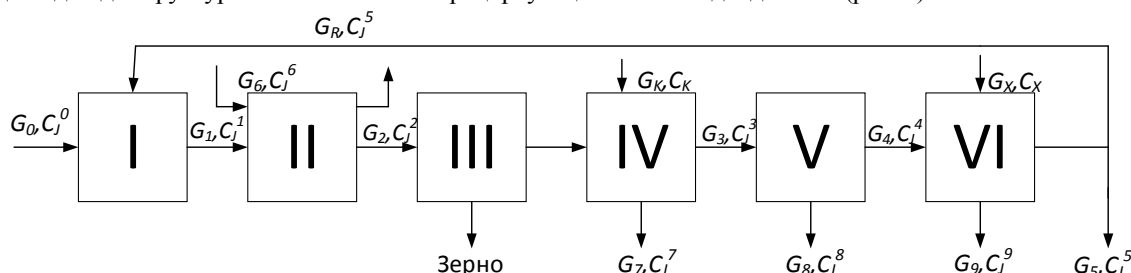 G_R,C_J^5
G_6,C_J^6
G_K,C_K
G_X,C_X
G_0,C_J^0
I
G_1,C_J^1
II
G_2,C_J^2
III
IV
G_3,C_J^3
V
G_4,C_J^4
VI
Зерно
G_7,C_J^7
G_8,C_J^8
G_9,C_J^9
G_5,C_J^5